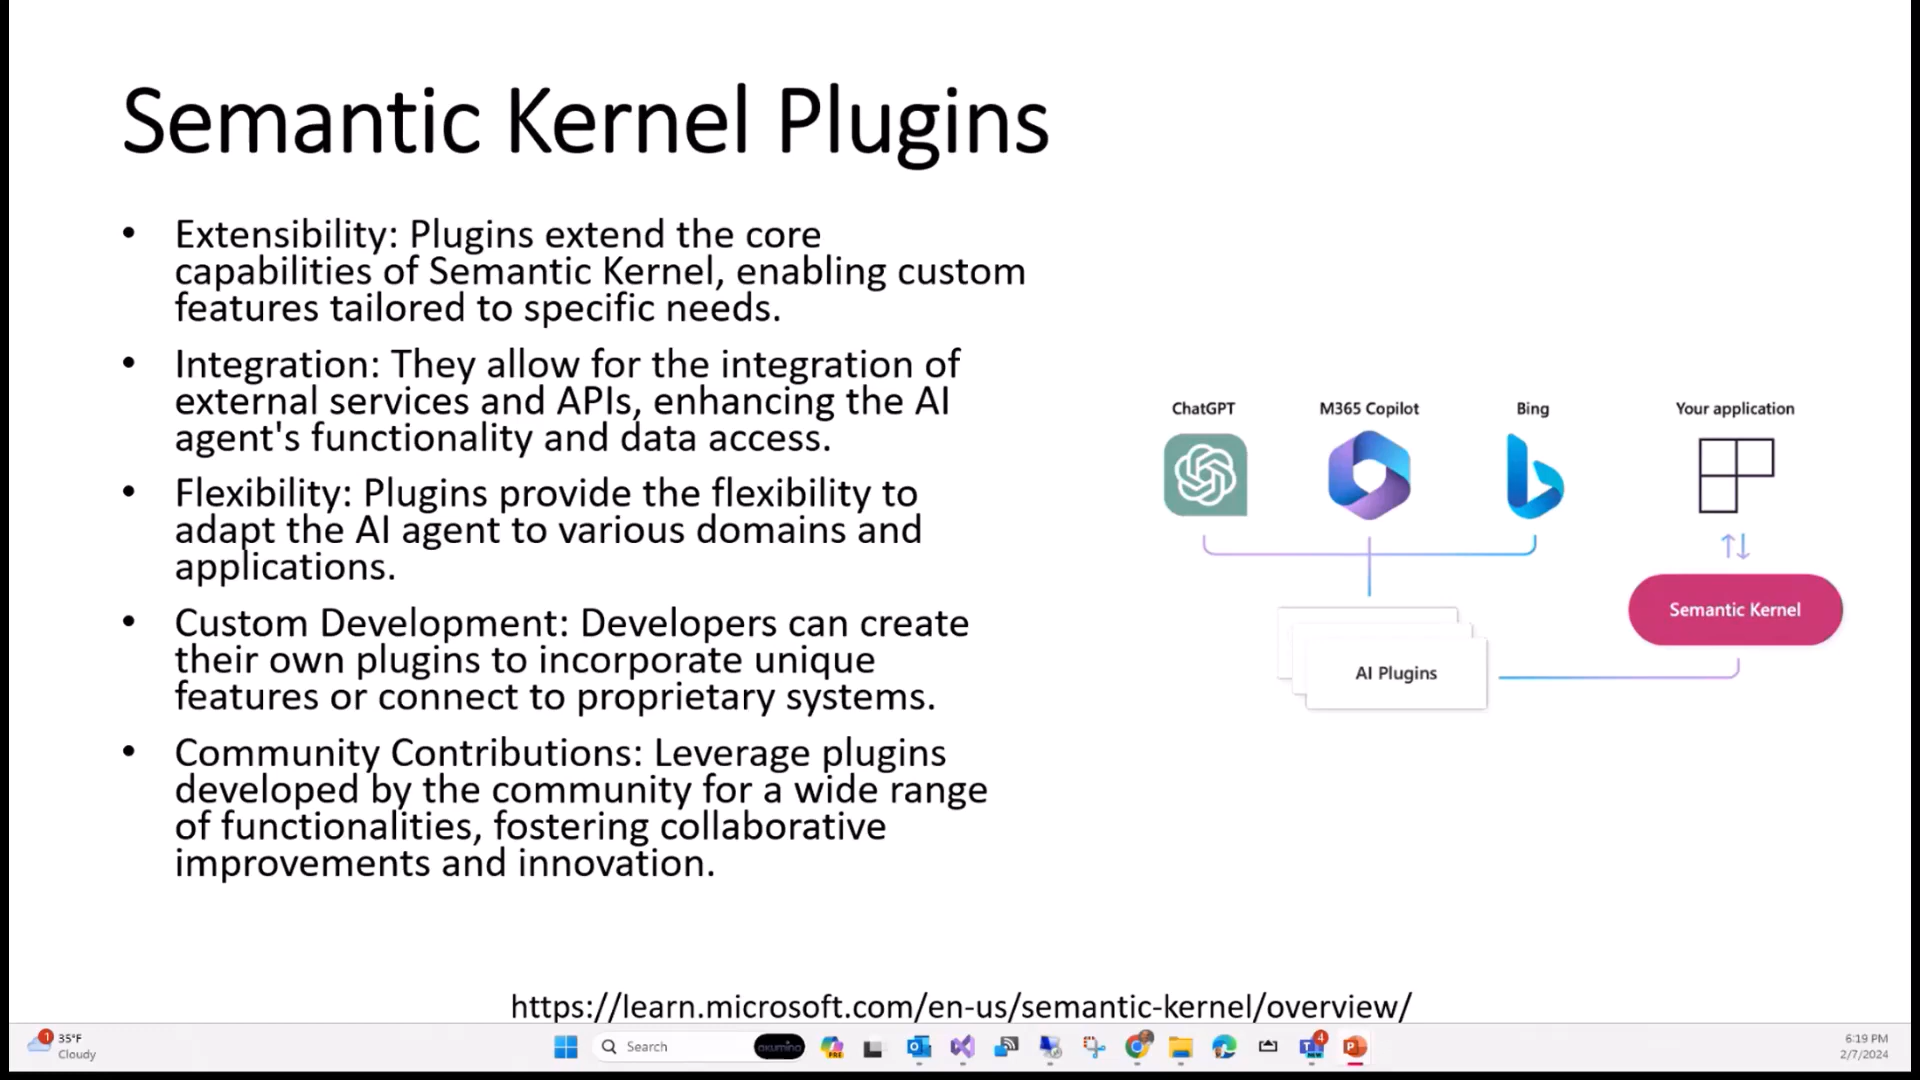 Semantic Kernel Plugins
• Extensibility: Plugins extend the core
capabilities of Semantic Kernel, enabling custom
features tailored to specific needs.
• Integration: They allow for the integration of
external services and APIs, enhancing the AI
agent's functionality and data access.
• Flexibility: Plugins provide the flexibility to
adapt the AI agent to various domains and
applications.
• Custom Development: Developers can create
their own plugins to incorporate unique
features or connect to proprietary systems.
• Community Contributions: Leverage plugins
developed by the community for a wide range
of functionalities, fostering collaborative
improvements and innovation.
ChatGPT
M365 Copilot
Bing
Your application
Semantic Kernel
AI Plugins
https://learn.microsoft.com/en-us/semantic-kernel/overview/
1
35°F
Cloudy
Search
akumina
PRE
NEW
4
6:19 PM
2/7/2024